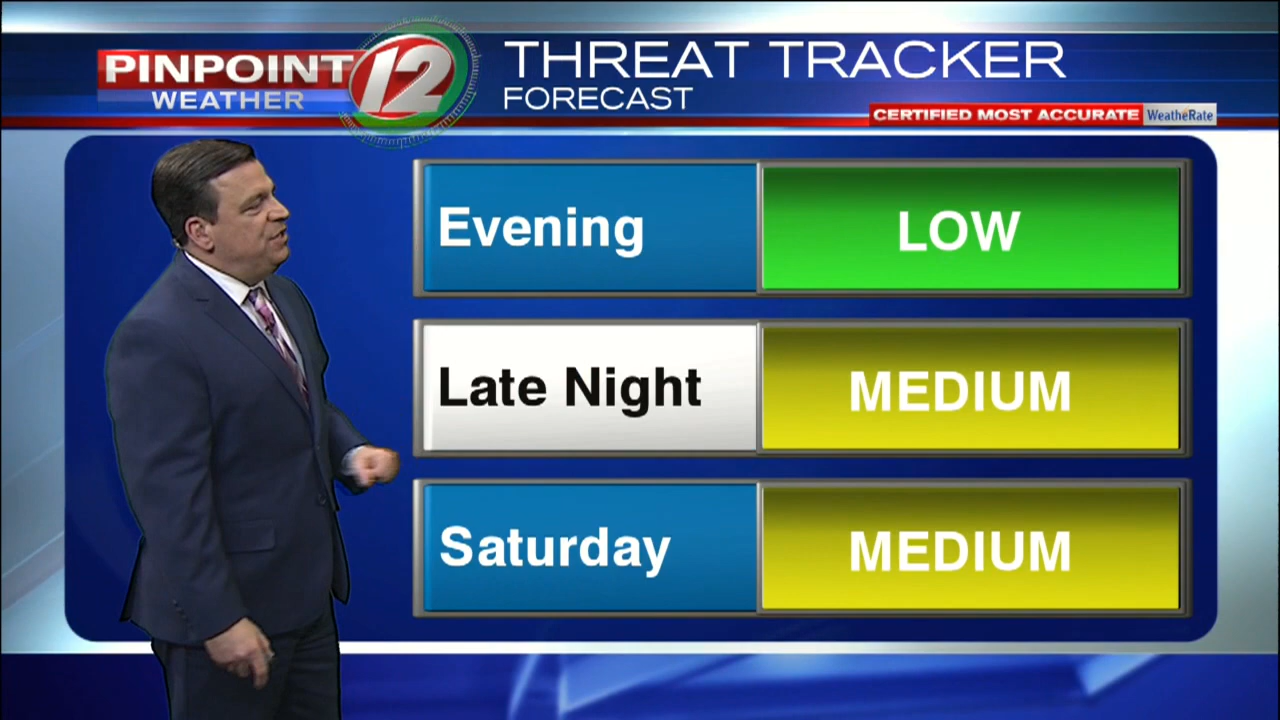 PINPOINT
WEATHER
12
THREAT TRACKER
FORECAST
CERTIFIED MOST ACCURATE WeatheRate
Evening LOW
Late Night MEDIUM
Saturday MEDIUM